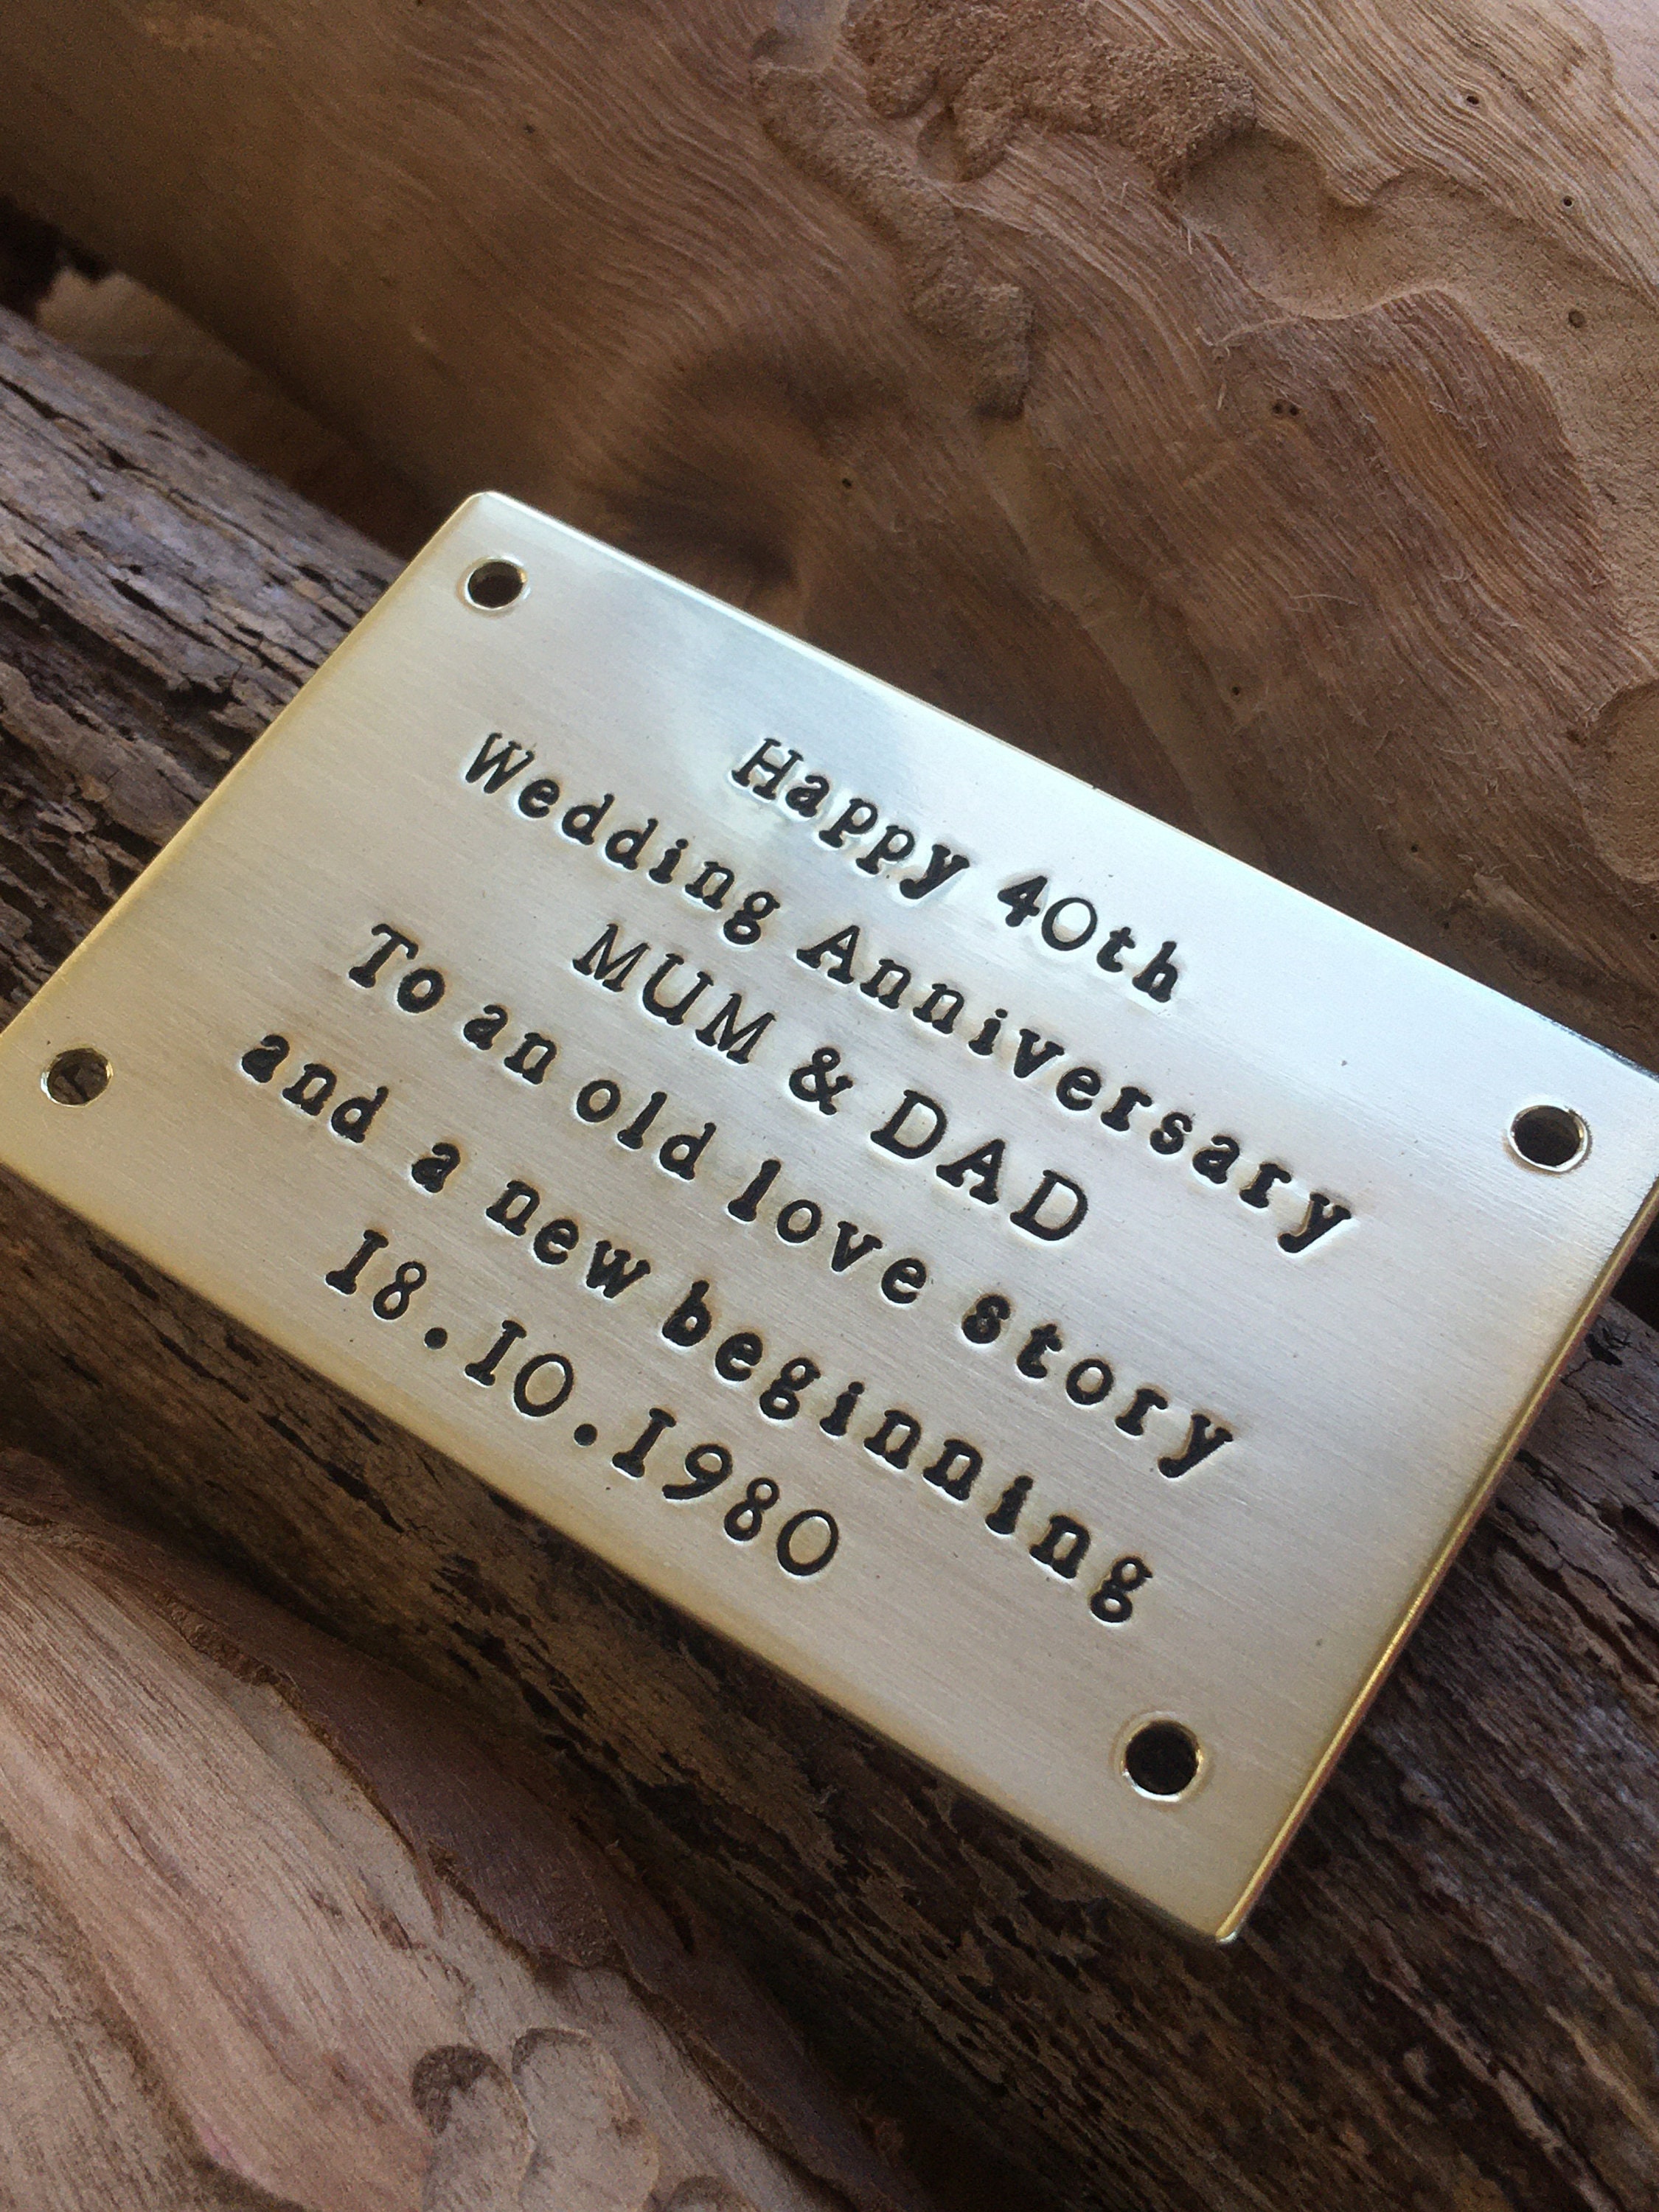 Happy 40th
Wedding Anniversary
MUM & DAD
To an old love story
and a new beginning
18.10.1980